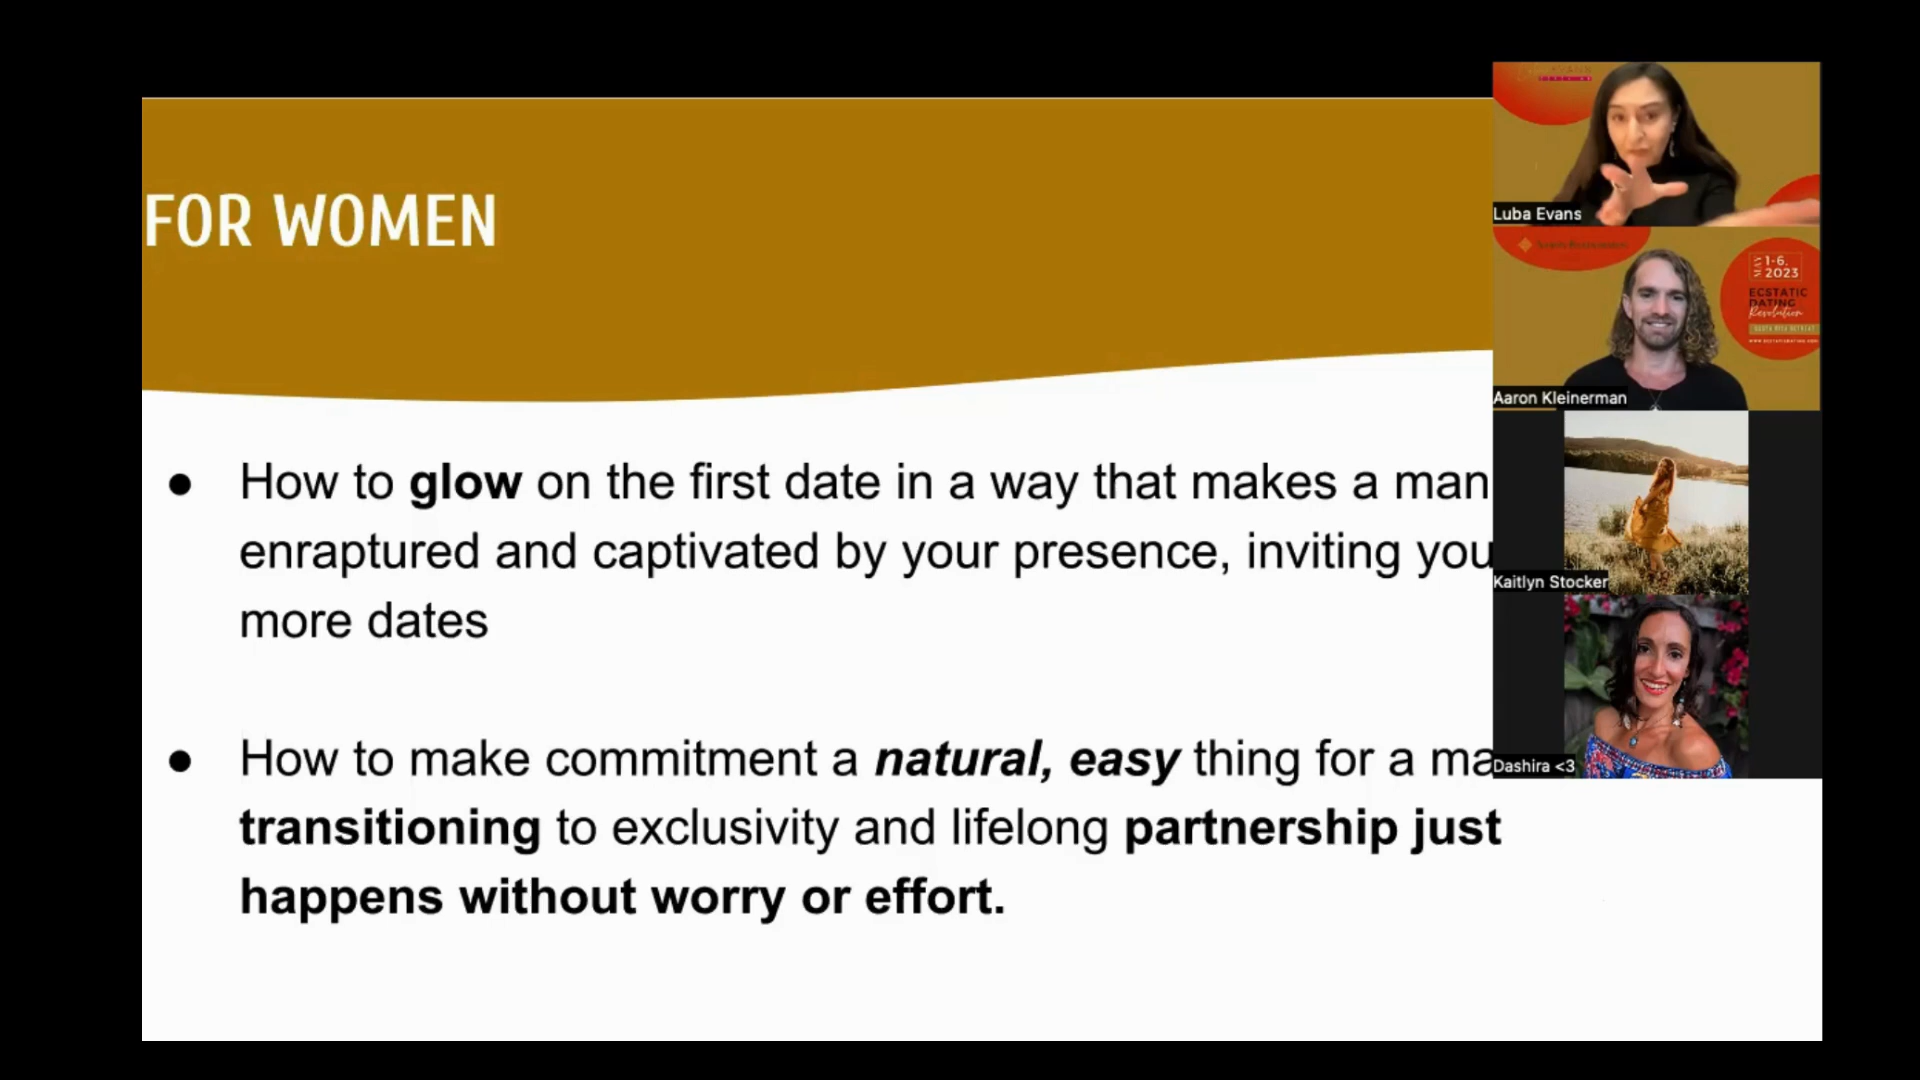 FOR WOMEN
How to glow on the first date in a way that makes a man
enraptured and captivated by your presence, inviting you
more dates
How to make commitment a natural, easy thing for a ma
transitioning to exclusivity and lifelong partnership just
happens without worry or effort.
Luba Evans
MAY 1-6. 2023
ECSTATIC
DATING
Revolution
Aaron Kleinerman
Kaitlyn Stocker
Dashira <3